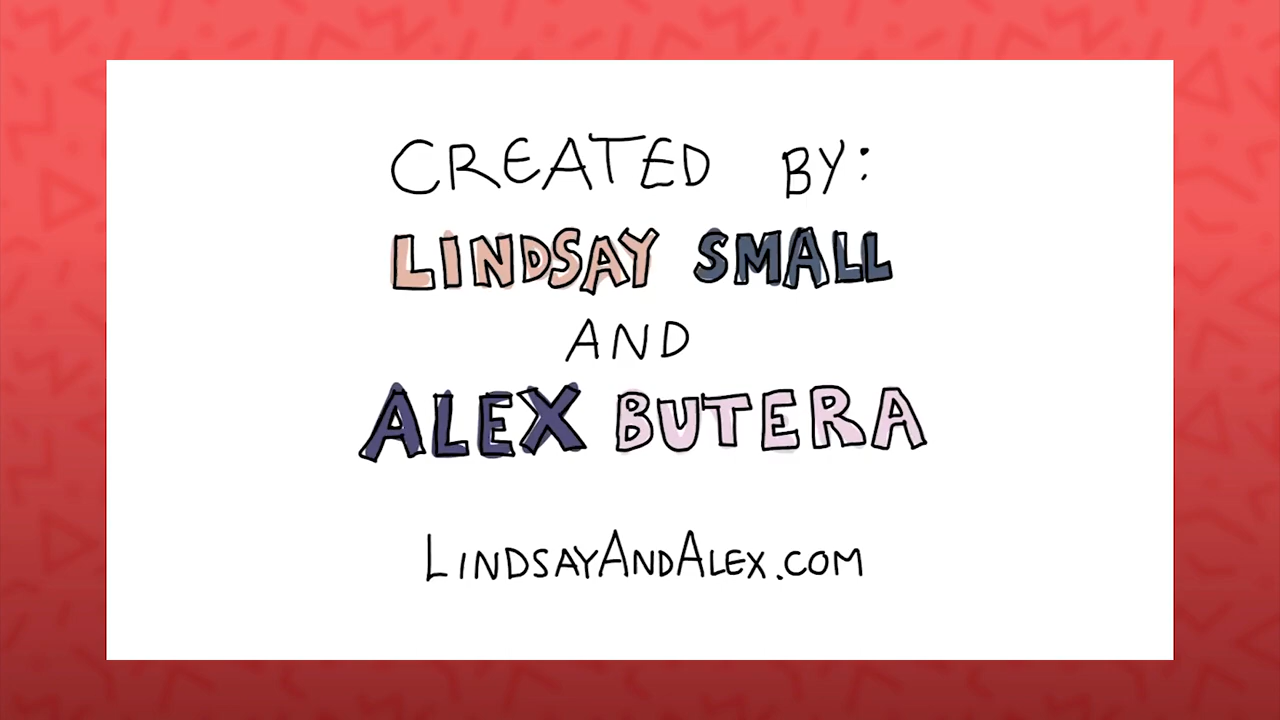 CREATED BY:
LINDSAY SMALL
AND
ALEX BUTERA
LINDSAYANDALEX.COM